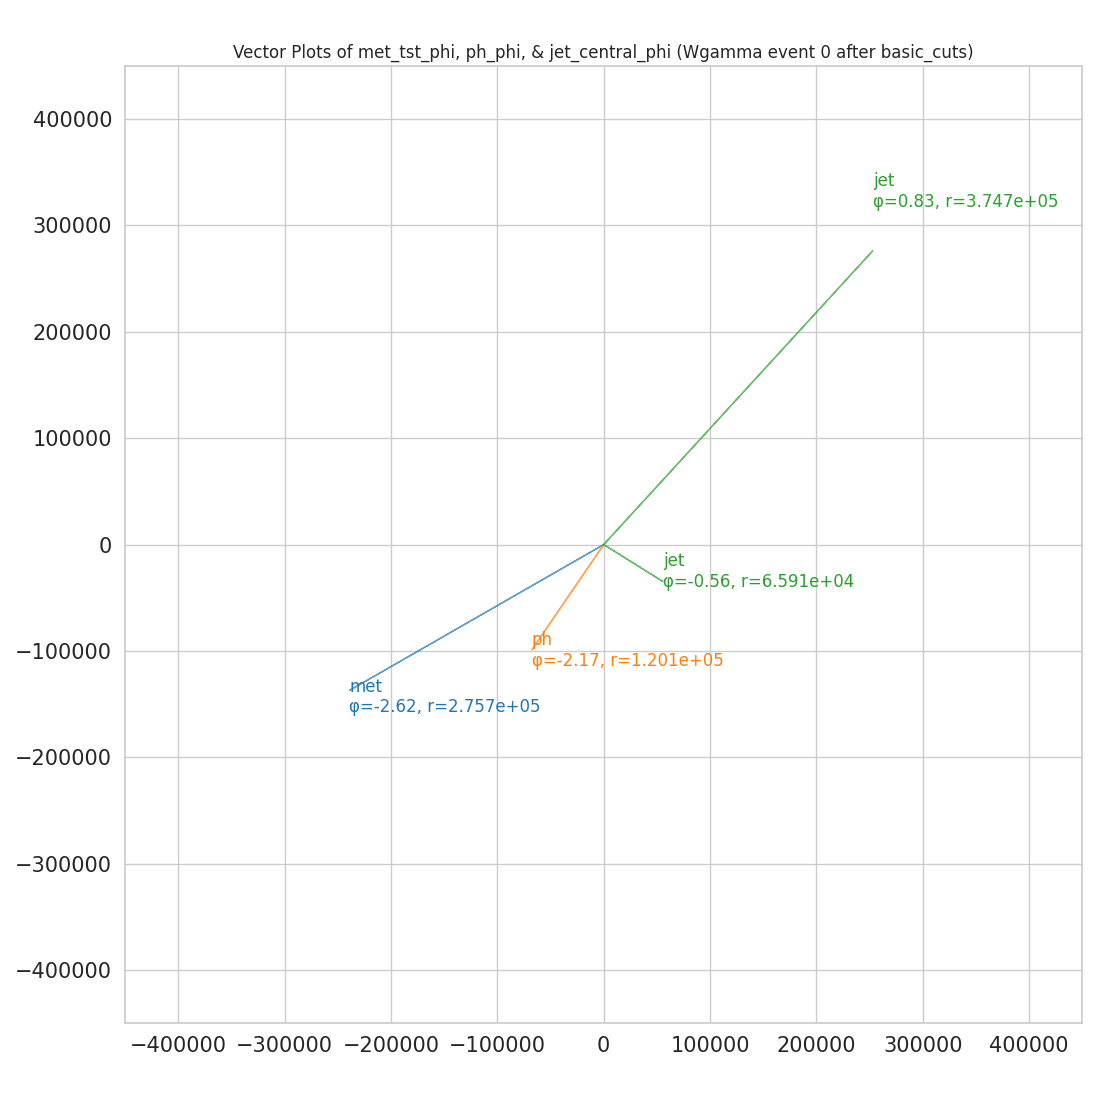 Vector Plots of met_tst_phi, ph_phi, & jet_central_phi (Wgamma event 0 after basic_cuts)
400000
300000
200000
100000
0
−100000
−200000
−300000
−400000
jet
φ=0.83, r=3.747e+05
jet
φ=-0.56, r=6.591e+04
ph
φ=-2.17, r=1.201e+05
met
φ=-2.62, r=2.757e+05
−400000 −300000 −200000 −100000 0 100000 200000 300000 400000